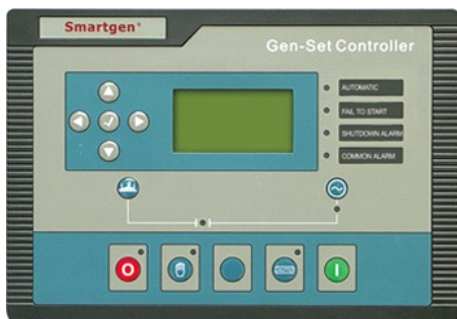 Smartgen®
Gen-Set Controller
AUTOMATIC
FAIL TO START
SHUTDOWN ALARM
COMMON ALARM